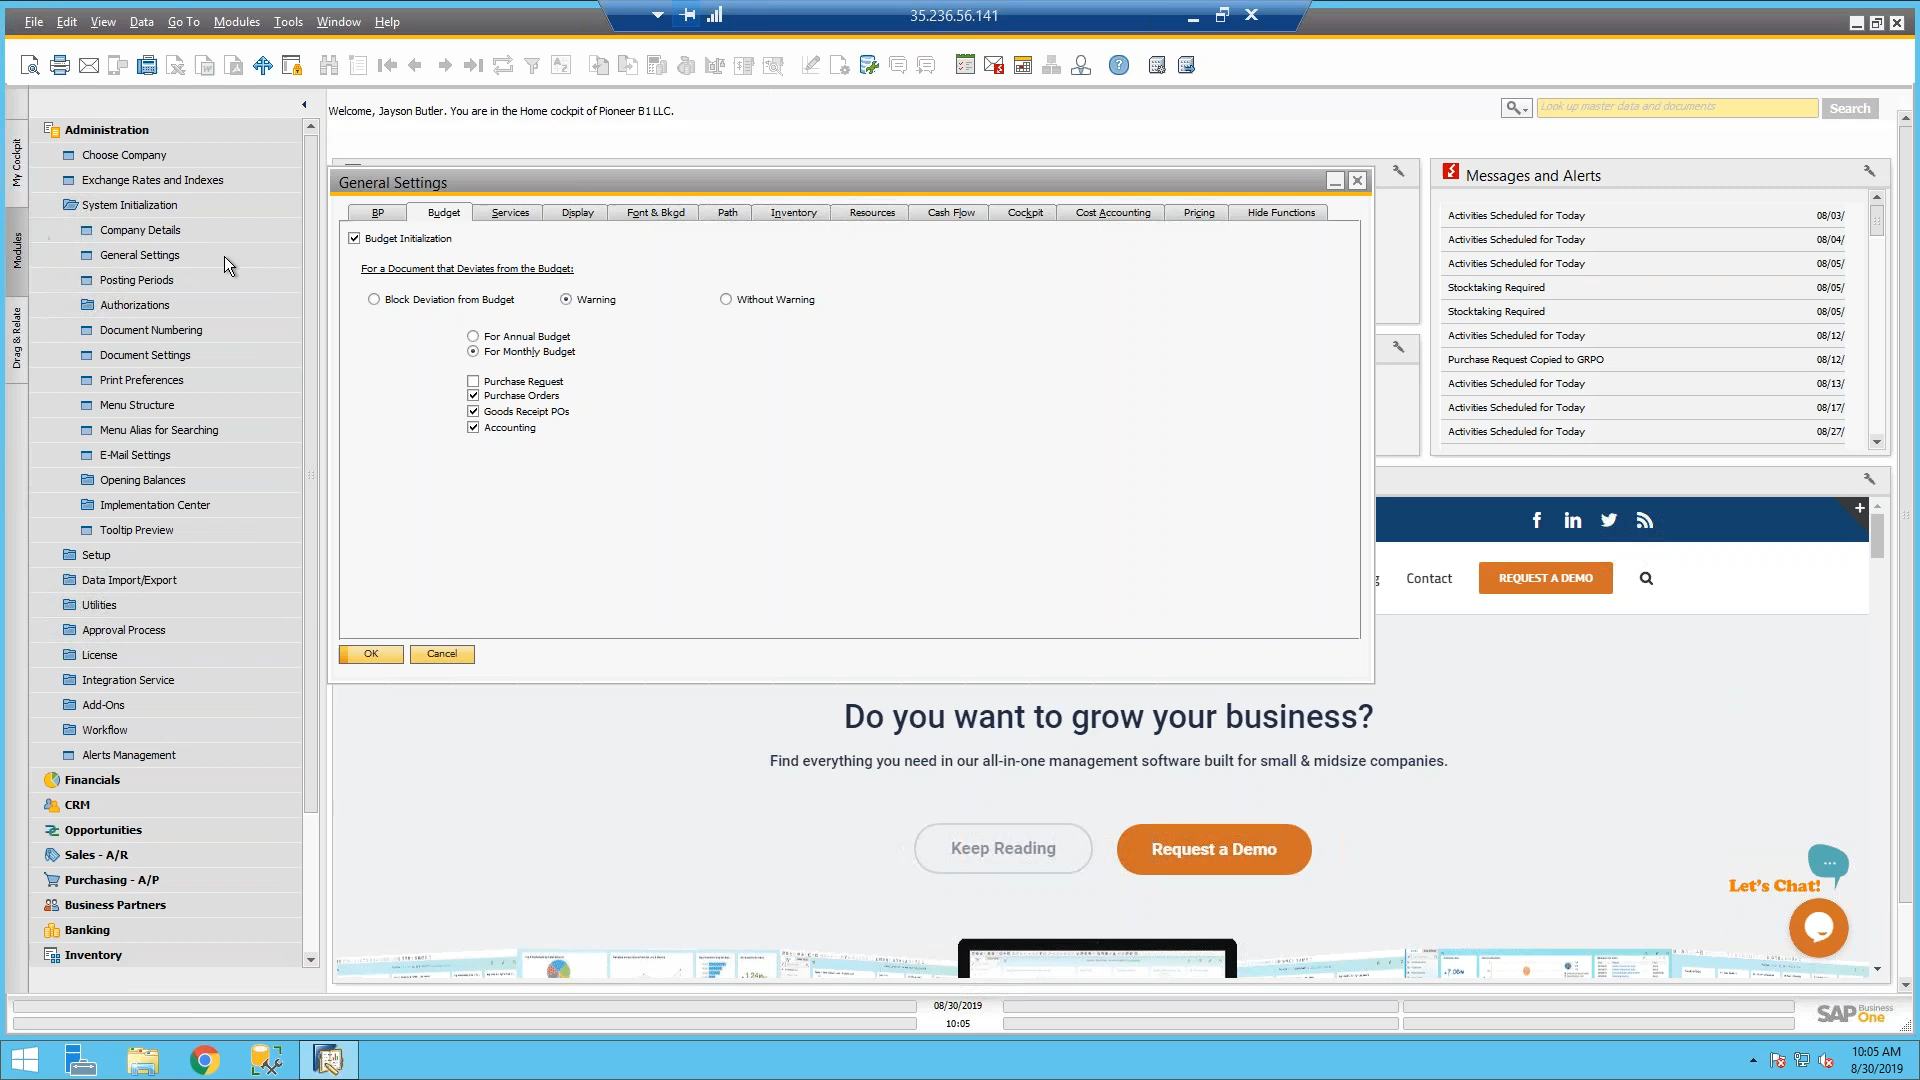 35.236.56.141
File Edit View Data Go To Modules Tools Window Help
Welcome, Jayson Butler. You are in the Home cockpit of Pioneer B1 LLC.
Look up master data and documents
Search
My Cockpit
Modules
Drag & Relate
Administration
Choose Company
Exchange Rates and Indexes
System Initialization
Company Details
General Settings
Posting Periods
Authorizations
Document Numbering
Document Settings
Print Preferences
Menu Structure
Menu Alias for Searching
E-Mail Settings
Opening Balances
Implementation Center
Tooltip Preview
Setup
Data Import/Export
Utilities
Approval Process
License
Integration Service
Add-Ons
Workflow
Alerts Management
Financials
CRM
Opportunities
Sales - A/R
Purchasing - A/P
Business Partners
Banking
Inventory
General Settings
BP Budget Services Display Font & Bkgd Path Inventory Resources Cash Flow Cockpit Cost Accounting Pricing Hide Functions
Budget Initialization
For a Document that Deviates from the Budget:
Block Deviation from Budget Warning Without Warning
For Annual Budget
For Monthly Budget
Purchase Request
Purchase Orders
Goods Receipt POs
Accounting
OK Cancel
Messages and Alerts
Activities Scheduled for Today 08/03/
Activities Scheduled for Today 08/04/
Activities Scheduled for Today 08/05/
Stocktaking Required 08/05/
Stocktaking Required 08/05/
Activities Scheduled for Today 08/12/
Purchase Request Copied to GRPO 08/12/
Activities Scheduled for Today 08/13/
Activities Scheduled for Today 08/17/
Activities Scheduled for Today 08/27/
g Contact REQUEST A DEMO
Do you want to grow your business?
Find everything you need in our all-in-one management software built for small & midsize companies.
Keep Reading Request a Demo
Let's Chat!
08/30/2019
10:05
SAP Business One
10:05 AM
8/30/2019